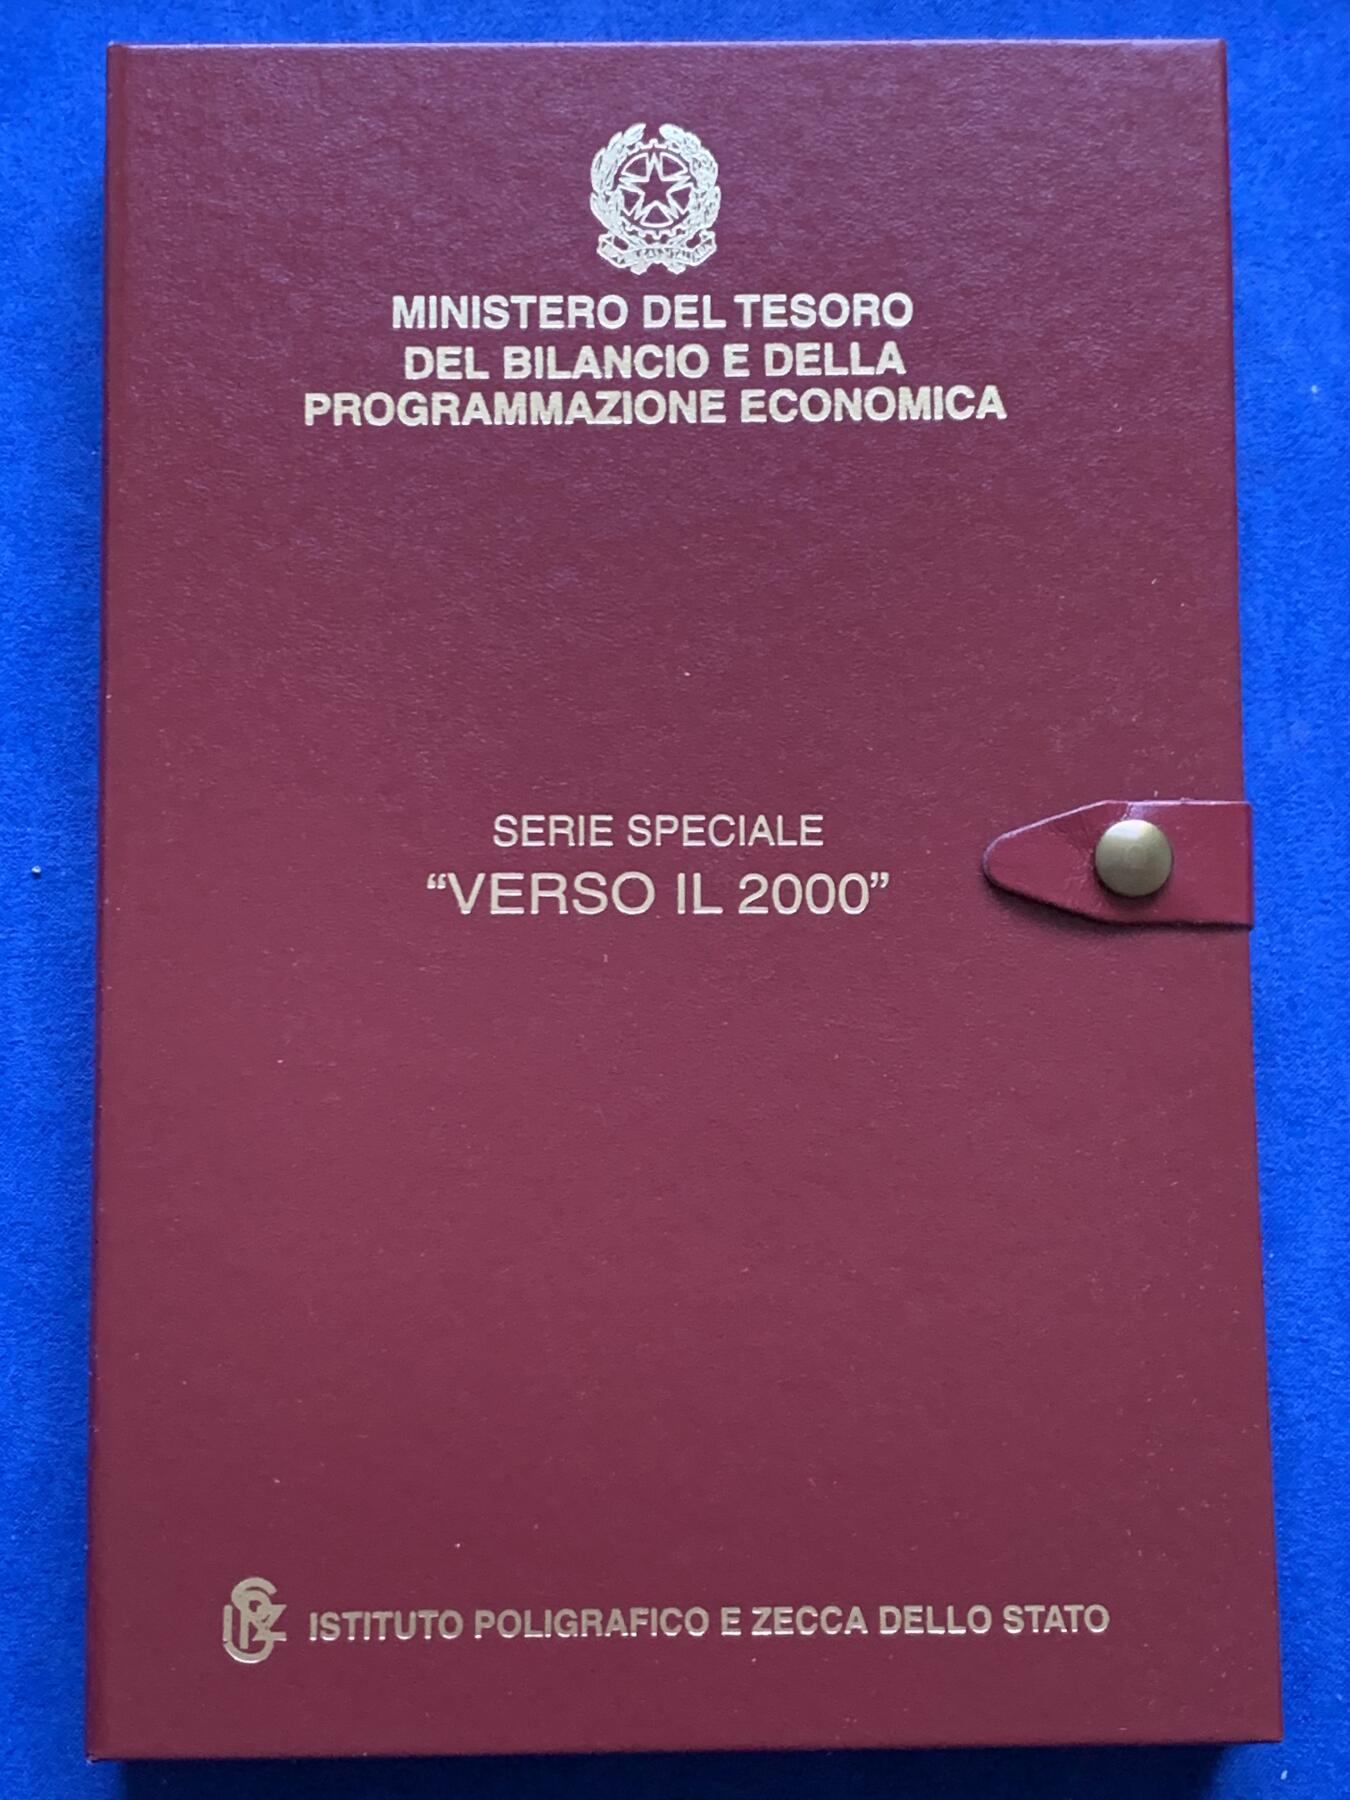 MINISTERO DEL TESORO
DEL BILANCIO E DELLA
PROGRAMMAZIONE ECONOMICA
SERIE SPECIALE
“VERSO IL 2000”
ISTITUTO POLIGRAFICO E ZECCA DELLO STATO